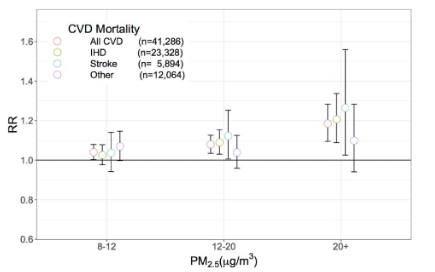 CVD Mortality
All CVD (n=41,286)
IHD (n=23,328)
Stroke (n= 5,894)
Other (n=12,064)
1.6
1.4
1.2
1.0
0.8
0.6
RR
8-12
12-20
20+
PM2.5(μg/m³)